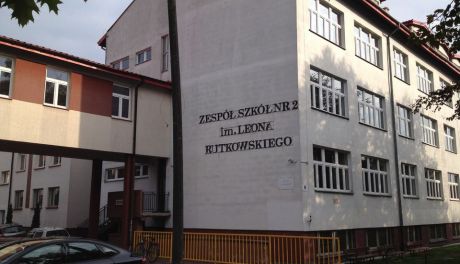 ZESPÓŁ SZKÓŁ NR 2
im. LEONA
RUTKOWSKIEGO